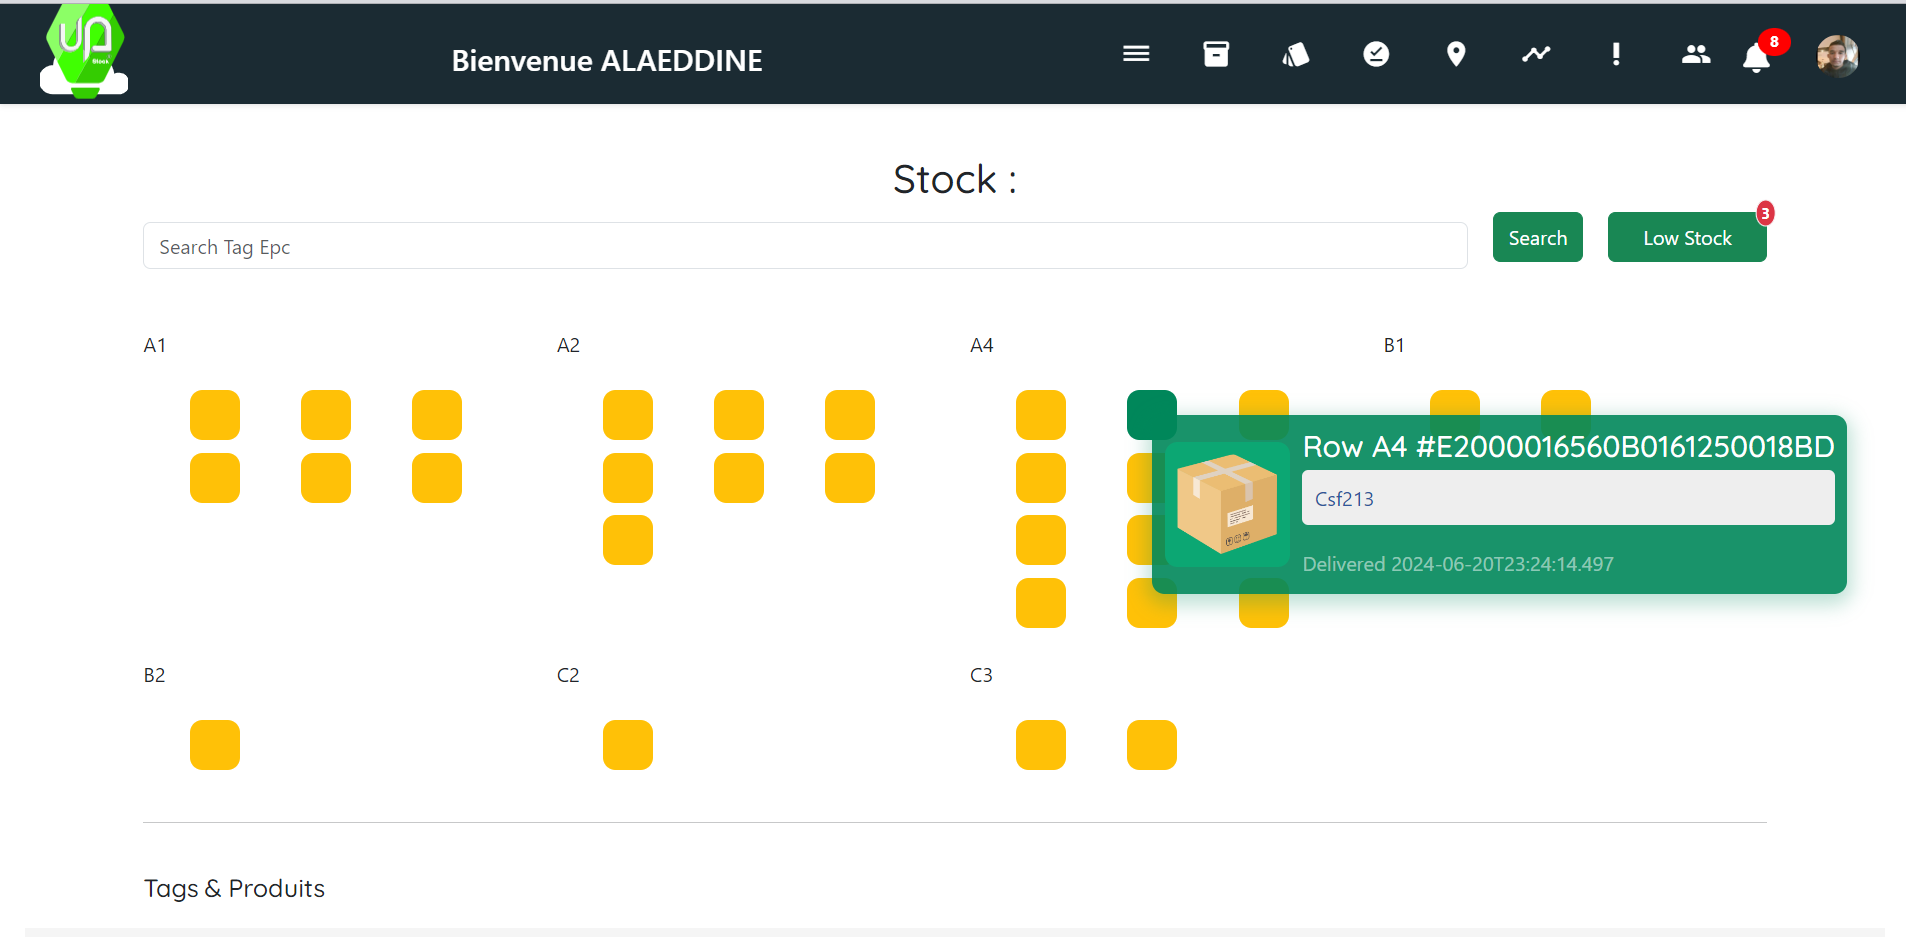 Bienvenue ALAEDDINE
8
Stock :
Search Tag Epc
Search
Low Stock
3
A1
A2
A4
B1
Row A4 #E2000016560B0161250018BD
Csf213
Delivered 2024-06-20T23:24:14.497
B2
C2
C3
Tags & Produits